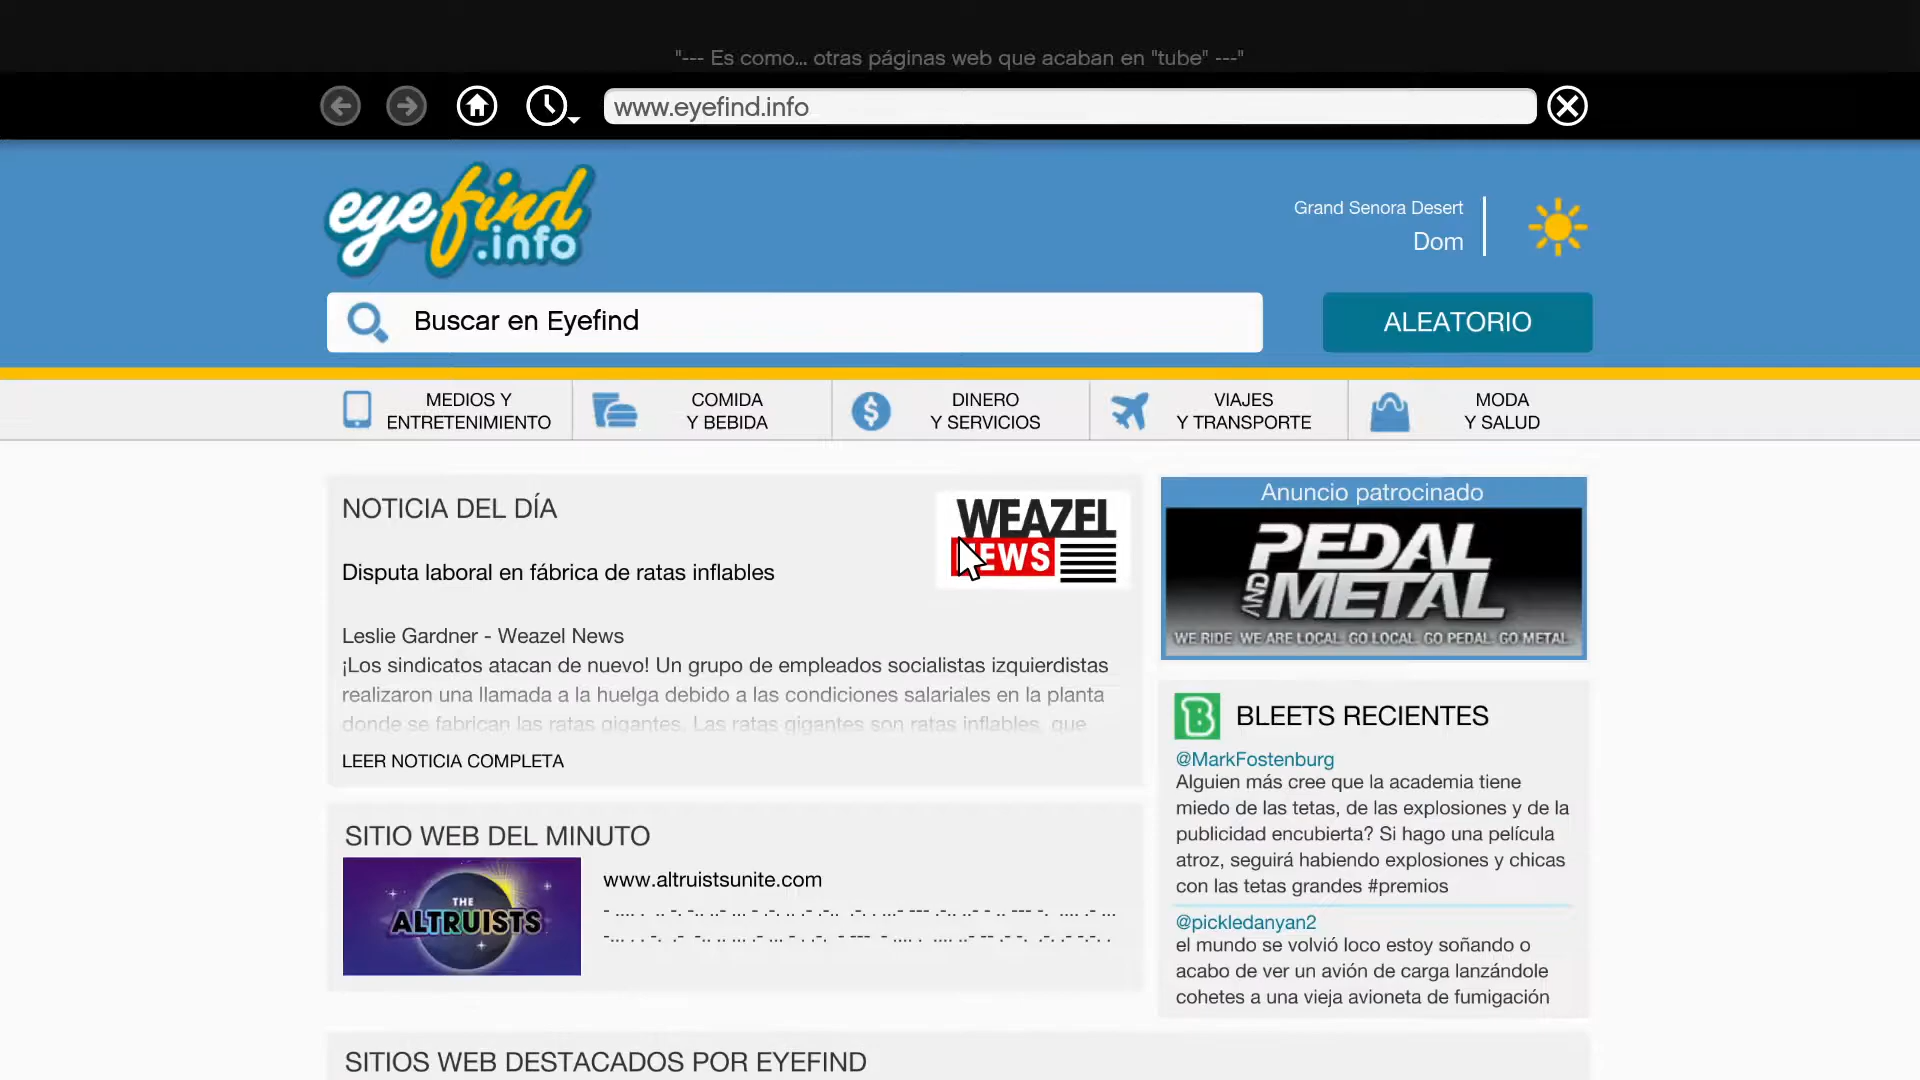 "--- Es como... otras páginas web que acaban en "tube" ---"
www.eyefind.info
eyefind
.info
Grand Senora Desert
Dom
Buscar en Eyefind
ALEATORIO
MEDIOS Y
ENTRETENIMIENTO
COMIDA
Y BEBIDA
DINERO
Y SERVICIOS
VIAJES
Y TRANSPORTE
MODA
Y SALUD
NOTICIA DEL DÍA
WEAZEL
NEWS
Disputa laboral en fábrica de ratas inflables
Leslie Gardner - Weazel News
¡Los sindicatos atacan de nuevo! Un grupo de empleados socialistas izquierdistas
realizaron una llamada a la huelga debido a las condiciones salariales en la planta
donde se fabrican las ratas gigantes. Las ratas gigantes son ratas inflables, que
LEER NOTICIA COMPLETA
SITIO WEB DEL MINUTO
THE
ALTRUISTS
www.altruistsunite.com
Anuncio patrocinado
PEDAL
AND
METAL
WE RIDE. WE ARE LOCAL. GO LOCAL. GO PEDAL. GO METAL.
B
BLEETS RECIENTES
@MarkFostenburg
Alguien más cree que la academia tiene
miedo de las tetas, de las explosiones y de la
publicidad encubierta? Si hago una película
atroz, seguirá habiendo explosiones y chicas
con las tetas grandes #premios
@pickledanyan2
el mundo se volvió loco estoy soñando o
acabo de ver un avión de carga lanzándole
cohetes a una vieja avioneta de fumigación
SITIOS WEB DESTACADOS POR EYEFIND